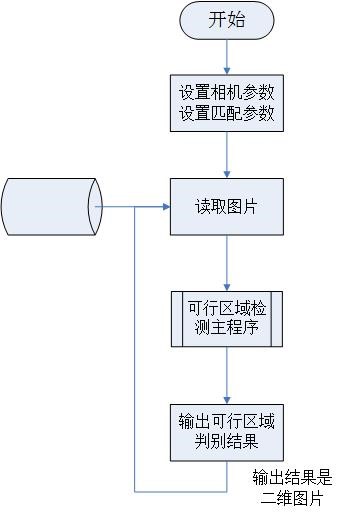 开始
设置相机参数
设置匹配参数
读取图片
可行区域检
测主程序
输出可行区域
判别结果
输出结果是
二维图片